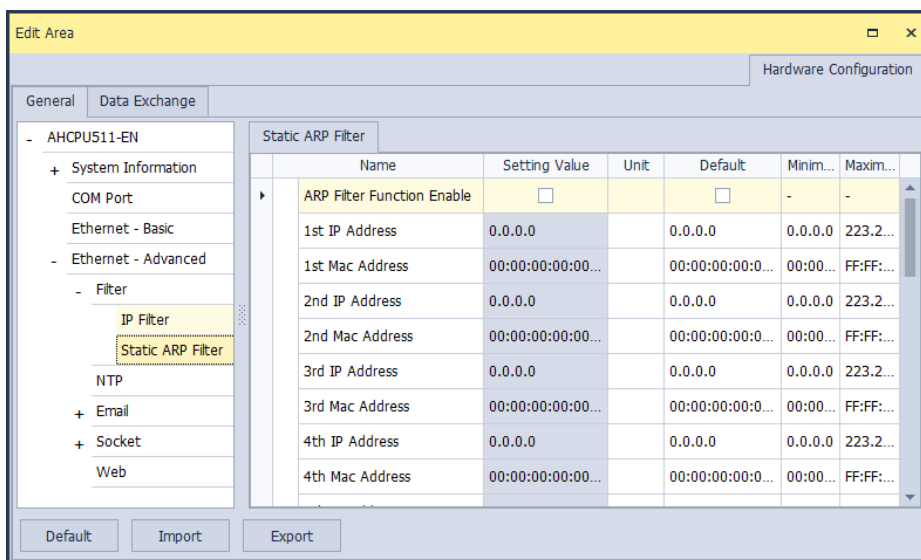 Edit Area
Hardware Configuration
General Data Exchange
- AHCPU511-EN
+ System Information
COM Port
Ethernet - Basic
- Ethernet - Advanced
- Filter
IP Filter
Static ARP Filter
NTP
+ Email
+ Socket
Web
Static ARP Filter
Name Setting Value Unit Default Minim... Maxim...
ARP Filter Function Enable - -
1st IP Address 0.0.0.0 0.0.0.0 0.0.0.0 223.2...
1st Mac Address 00:00:00:00:00... 00:00:00:00:0... 00:00... FF:FF:...
2nd IP Address 0.0.0.0 0.0.0.0 0.0.0.0 223.2...
2nd Mac Address 00:00:00:00:00... 00:00:00:00:0... 00:00... FF:FF:...
3rd IP Address 0.0.0.0 0.0.0.0 0.0.0.0 223.2...
3rd Mac Address 00:00:00:00:00... 00:00:00:00:0... 00:00... FF:FF:...
4th IP Address 0.0.0.0 0.0.0.0 0.0.0.0 223.2...
4th Mac Address 00:00:00:00:00... 00:00:00:00:0... 00:00... FF:FF:...
Default Import Export